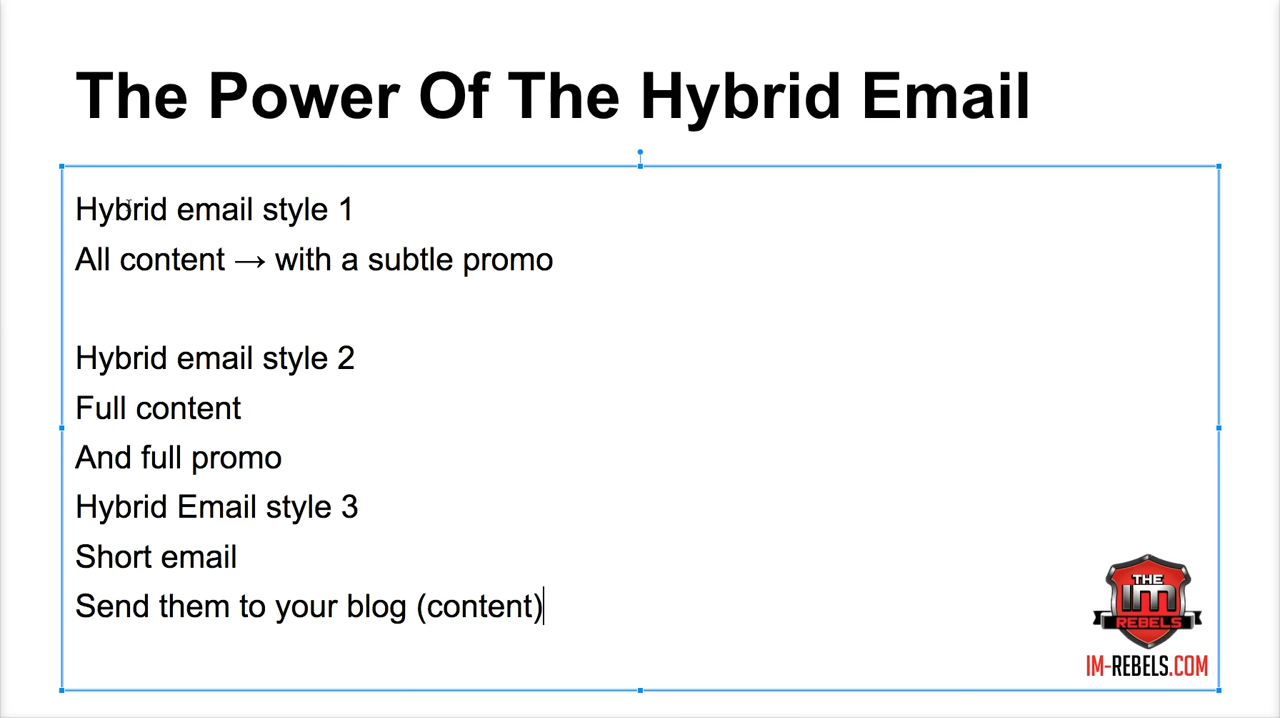 The Power Of The Hybrid Email
Hybrid email style 1
All content → with a subtle promo
Hybrid email style 2
Full content
And full promo
Hybrid Email style 3
Short email
Send them to your blog (content)
THE
IM
REBELS
IM-REBELS.COM